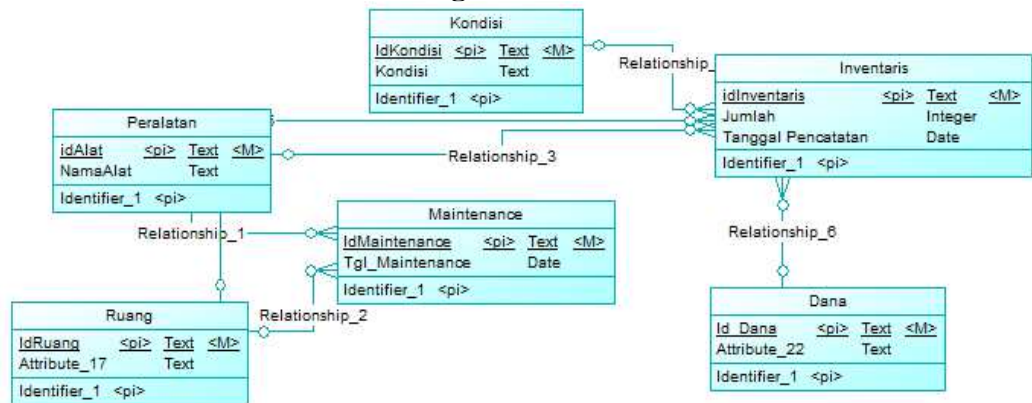 Kondisi
IdKondisi <pi> Text <M>
Kondisi Text
Identifier_1 <pi>
Relationship_
Inventaris
idInventaris <pi> Text <M>
Jumlah Integer
Tanggal Pencatatan Date
Identifier_1 <pi>
Peralatan
idAlat <pi> Text <M>
NamaAlat Text
Identifier_1 <pi>
Relationship_3
Relationship_1
Maintenance
IdMaintenance <pi> Text <M>
Tgl_Maintenance Date
Identifier_1 <pi>
Relationship_6
Ruang
IdRuang <pi> Text <M>
Attribute_17 Text
Identifier_1 <pi>
Relationship_2
Dana
Id_Dana <pi> Text <M>
Attribute_22 Text
Identifier_1 <pi>